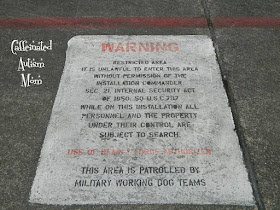 Caffeinated
Autism
Mom
WARNING
RESTRICTED AREA
IT IS UNLAWFUL TO ENTER THIS AREA
WITHOUT PERMISSION OF THE
INSTALLATION COMMANDER
SEC 21, INTERNAL SECURITY ACT
OF 1950; 50 U.S.C. 797
WHILE ON THIS INSTALLATION ALL
PERSONNEL AND THE PROPERTY
UNDER THEIR CONTROL ARE
SUBJECT TO SEARCH.
USE OF DEADLY FORCE AUTHORIZED
THIS AREA IS PATROLLED BY
MILITARY WORKING DOG TEAMS